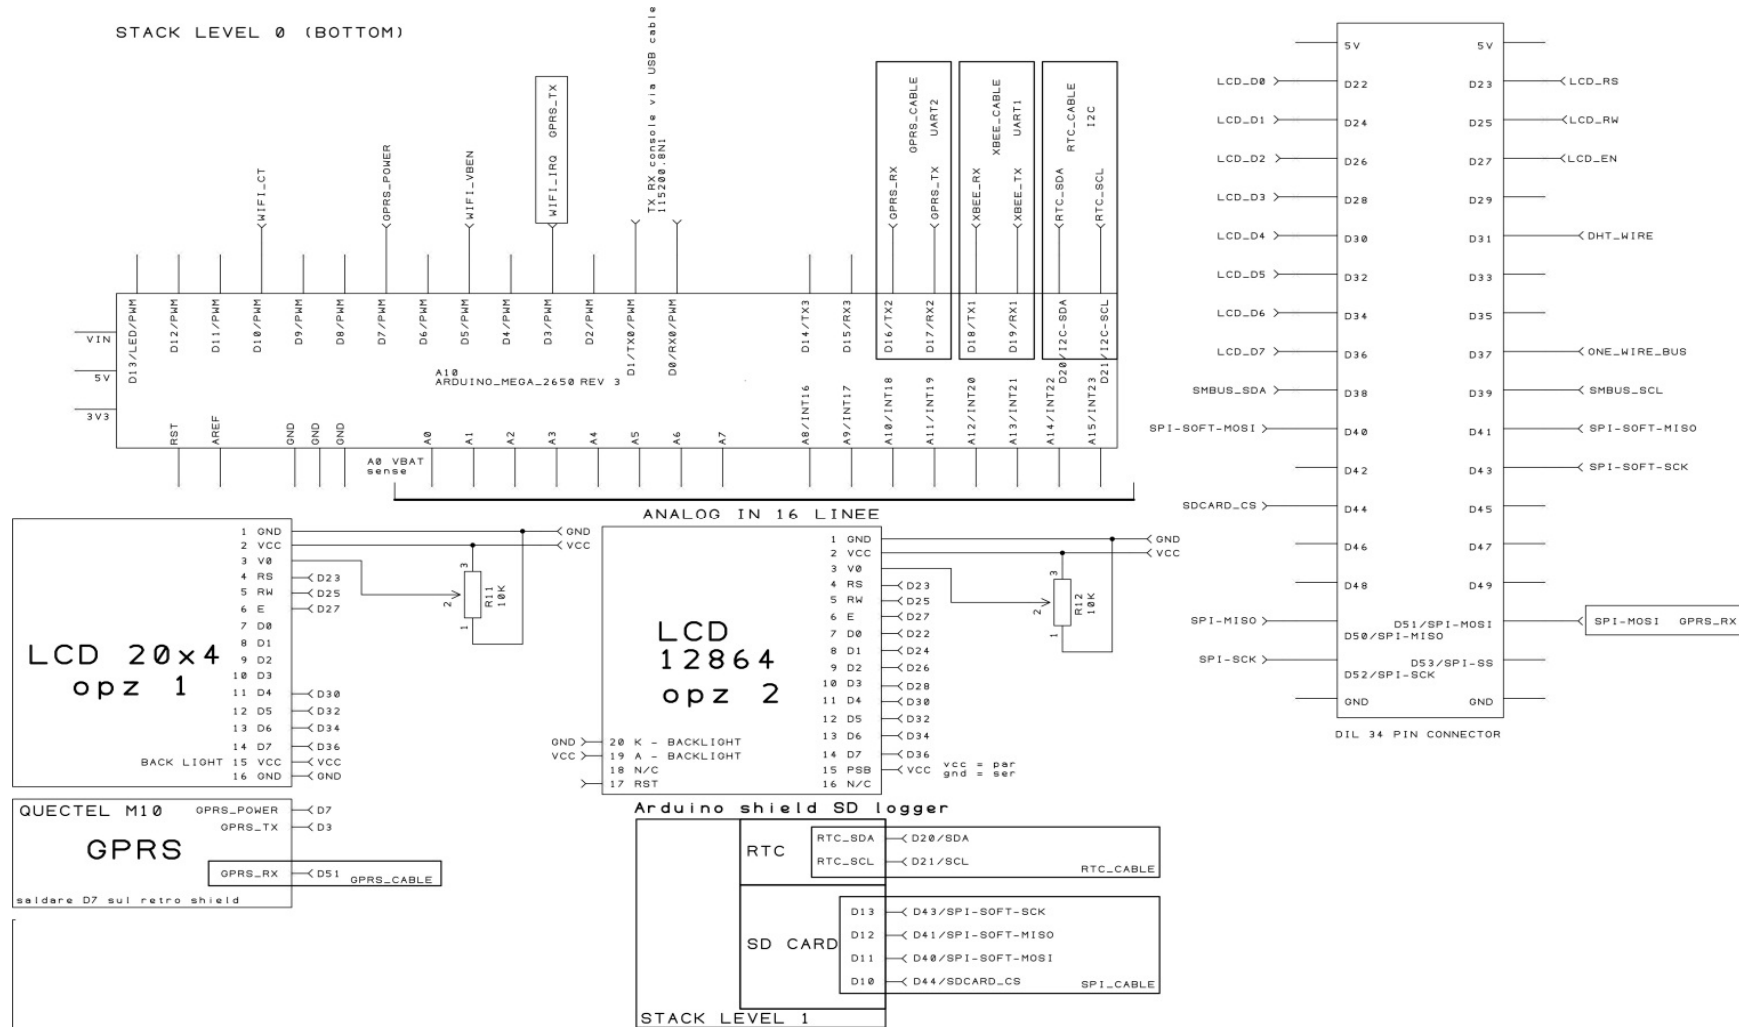 STACK LEVEL 0 (BOTTOM)
WIFI_CT
GPRS_POWER
WIFI_VBEN
WIFI_IRQ GPRS_TX
TX RX console via USB cable
115200.8N1
GPRS_RX
GPRS_TX
GPRS_CABLE
UART2
XBEE_RX
XBEE_TX
XBEE_CABLE
UART1
RTC_SDA
RTC_SCL
RTC_CABLE
I2C
VIN
5V
3V3
D13/LED/PWM
D12/PWM
D11/PWM
D10/PWM
D9/PWM
D8/PWM
D7/PWM
D6/PWM
D5/PWM
D4/PWM
D3/PWM
D2/PWM
D1/TX0/PWM
D0/RX0/PWM
D14/TX3
D15/RX3
D16/TX2
D17/RX2
D18/TX1
D19/RX1
D20/I2C-SDA
D21/I2C-SCL
A10
ARDUINO_MEGA_2650 REV 3
RST
AREF
GND
GND
GND
A0
A1
A2
A3
A4
A5
A6
A7
A8/INT16
A9/INT17
A10/INT18
A11/INT19
A12/INT20
A13/INT21
A14/INT22
A15/INT23
A0 VBAT
sense
ANALOG IN 16 LINEE
5V 5V
LCD_D0 D22 D23 LCD_RS
LCD_D1 D24 D25 LCD_RW
LCD_D2 D26 D27 LCD_EN
LCD_D3 D28 D29
LCD_D4 D30 D31 DHT_WIRE
LCD_D5 D32 D33
LCD_D6 D34 D35
LCD_D7 D36 D37 ONE_WIRE_BUS
SMBUS_SDA D38 D39 SMBUS_SCL
SPI-SOFT-MOSI D40 D41 SPI-SOFT-MISO
D42 D43 SPI-SOFT-SCK
SDCARD_CS D44 D45
D46 D47
D48 D49
SPI-MISO D51/SPI-MOSI SPI-MOSI GPRS_RX
D50/SPI-MISO
SPI-SCK D53/SPI-SS
D52/SPI-SCK
GND GND
DIL 34 PIN CONNECTOR
LCD 20x4
opz 1
1 GND GND
2 VCC VCC
3 V0
4 RS D23
5 RW D25
6 E D27
7 D0
8 D1
9 D2
10 D3
11 D4 D30
12 D5 D32
13 D6 D34
14 D7 D36
BACK LIGHT 15 VCC VCC
16 GND GND
3
2
1
R11
10K
LCD
12864
opz 2
1 GND GND
2 VCC VCC
3 V0
4 RS D23
5 RW D25
6 E D27
7 D0 D22
8 D1 D24
9 D2 D26
10 D3 D28
11 D4 D30
12 D5 D32
13 D6 D34
14 D7 D36
15 PSB VCC
16 N/C
vcc = par
gnd = ser
GND 20 K - BACKLIGHT
VCC 19 A - BACKLIGHT
18 N/C
17 RST
3
2
1
R12
10K
QUECTEL M10
GPRS
GPRS_POWER D7
GPRS_TX D3
GPRS_RX D51 GPRS_CABLE
saldare D7 sul retro shield
Arduino shield SD logger
RTC
RTC_SDA D20/SDA
RTC_SCL D21/SCL
RTC_CABLE
SD CARD
D13 D43/SPI-SOFT-SCK
D12 D41/SPI-SOFT-MISO
D11 D40/SPI-SOFT-MOSI
D10 D44/SDCARD_CS
SPI_CABLE
STACK LEVEL 1